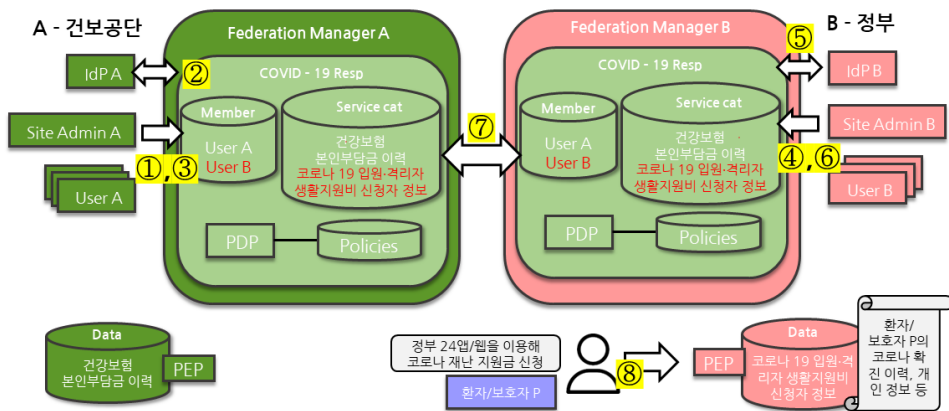 A - 건보공단
Federation Manager A
Federation Manager B
B - 정부
IdP A
②
COVID - 19 Resp
COVID - 19 Resp
⑤
IdP B
Site Admin A
①,③
Member
User A
User B
Service cat
건강보험
본인부담금 이력
코로나 19 입원·격리자
생활지원비 신청자 정보
⑦
Member
User A
User B
Service cat
건강보험
본인부담금 이력
코로나 19 입원·격리자
생활지원비 신청자 정보
Site Admin B
④,⑥
User A
User B
PDP
Policies
PDP
Policies
Data
건강보험
본인부담금 이력
PEP
정부 24앱/웹을 이용해
코로나 재난 지원금 신청
환자/보호자 P
⑧
PEP
Data
코로나 19 입원·격
리자 생활지원비
신청자 정보
환자/
보호자 P의
코로나 확
진 이력, 개
인 정보 등